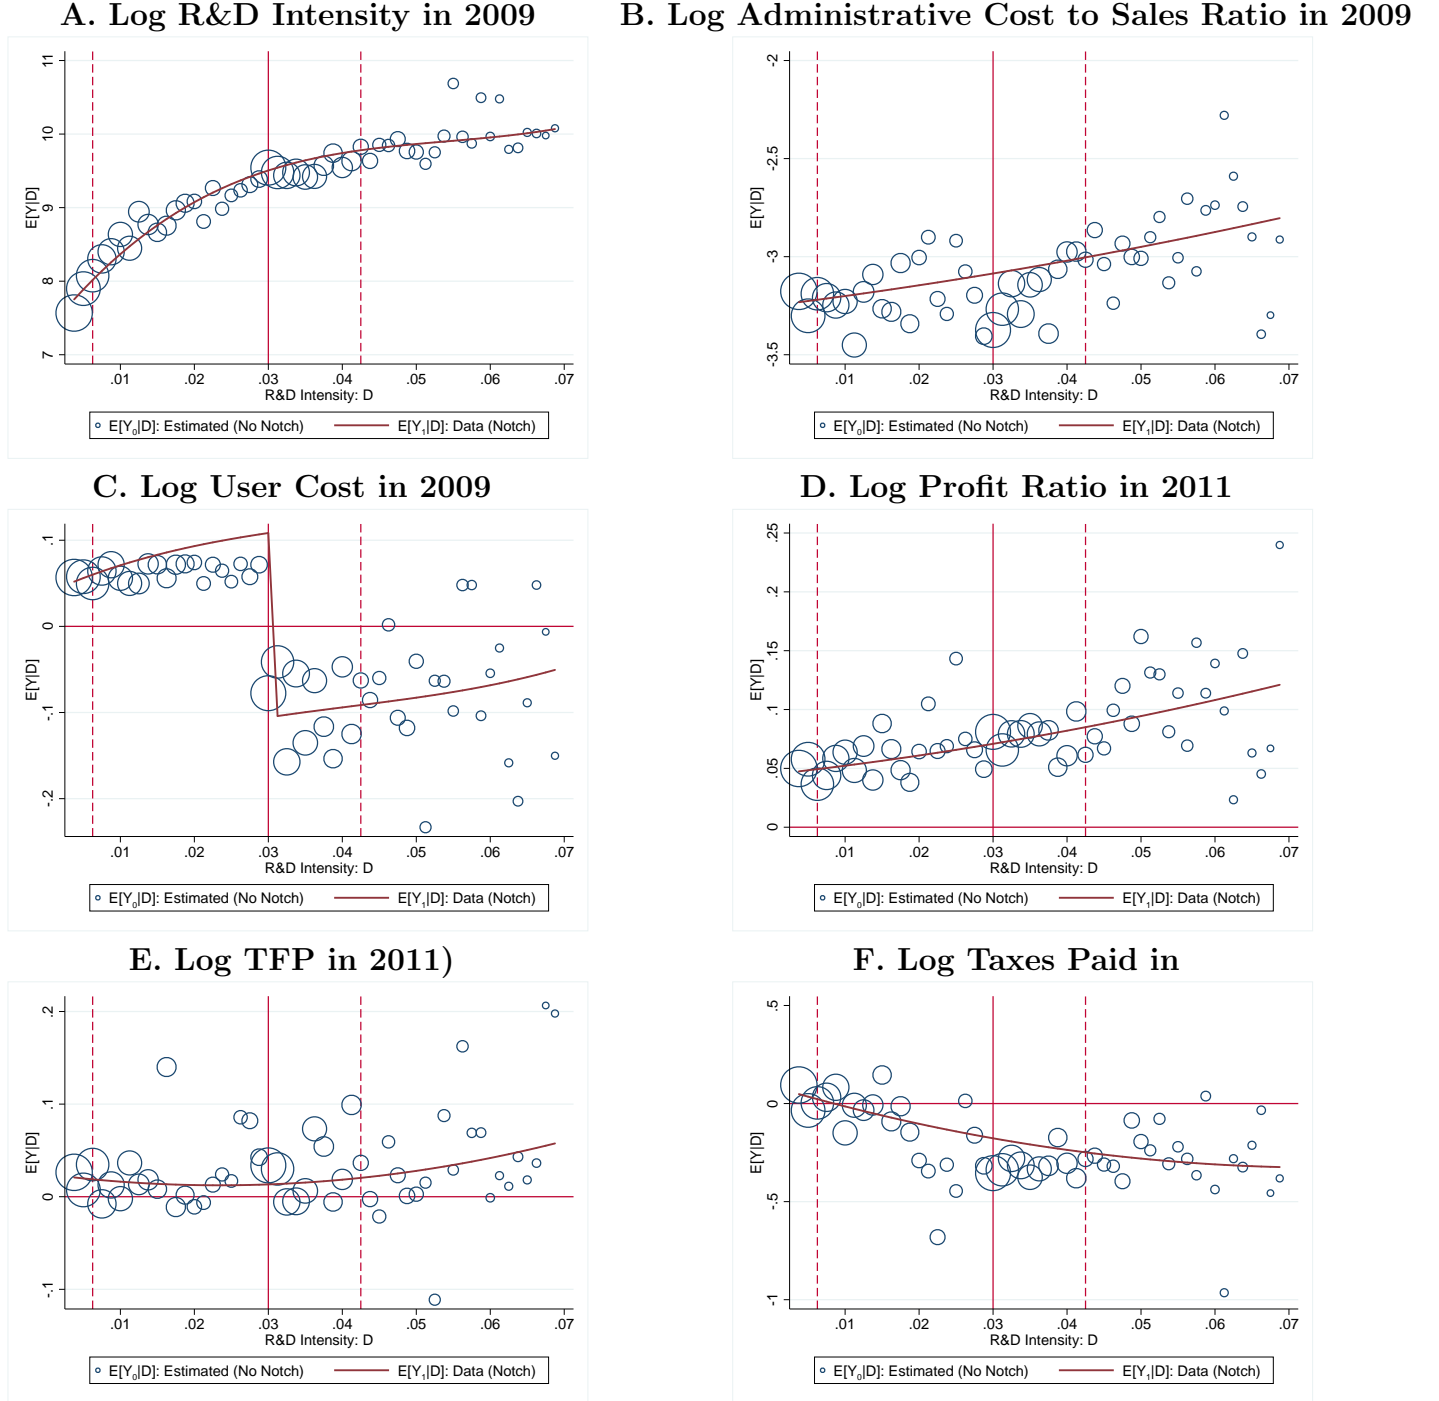 A. Log R&D Intensity in 2009
B. Log Administrative Cost to Sales Ratio in 2009
E[Y|D]
11
10
9
8
7
.01 .02 .03 .04 .05 .06 .07
R&D Intensity: D
E[Y0|D]: Estimated (No Notch) E[Y1|D]: Data (Notch)
E[Y|D]
-2
-2.5
-3
-3.5
.01 .02 .03 .04 .05 .06 .07
R&D Intensity: D
E[Y0|D]: Estimated (No Notch) E[Y1|D]: Data (Notch)
C. Log User Cost in 2009
D. Log Profit Ratio in 2011
E[Y|D]
.1
0
-.1
-.2
.01 .02 .03 .04 .05 .06 .07
R&D Intensity: D
E[Y0|D]: Estimated (No Notch) E[Y1|D]: Data (Notch)
E[Y|D]
.25
.2
.15
.1
.05
0
.01 .02 .03 .04 .05 .06 .07
R&D Intensity: D
E[Y0|D]: Estimated (No Notch) E[Y1|D]: Data (Notch)
E. Log TFP in 2011)
F. Log Taxes Paid in
E[Y|D]
.2
.1
0
-.1
.01 .02 .03 .04 .05 .06 .07
R&D Intensity: D
E[Y0|D]: Estimated (No Notch) E[Y1|D]: Data (Notch)
E[Y|D]
.5
0
-.5
-1
.01 .02 .03 .04 .05 .06 .07
R&D Intensity: D
E[Y0|D]: Estimated (No Notch) E[Y1|D]: Data (Notch)